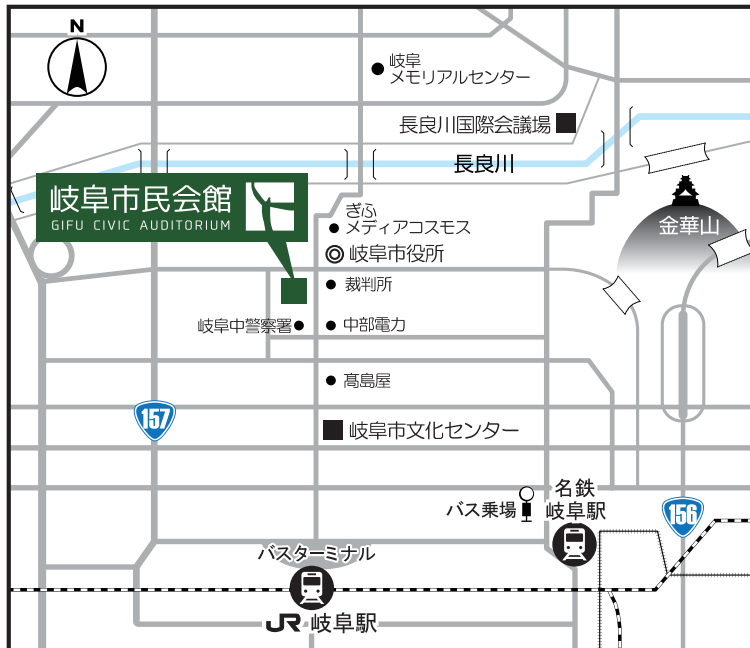 N
岐阜
メモリアルセンター
長良川国際会議場
長良川
岐阜市民会館
GIFU CIVIC AUDITORIUM
ぎふ
メディアコスモス
岐阜市役所
金華山
裁判所
岐阜中警察署
中部電力
髙島屋
157
岐阜市文化センター
名鉄
岐阜駅
バス乗場
156
バスターミナル
JR 岐阜駅